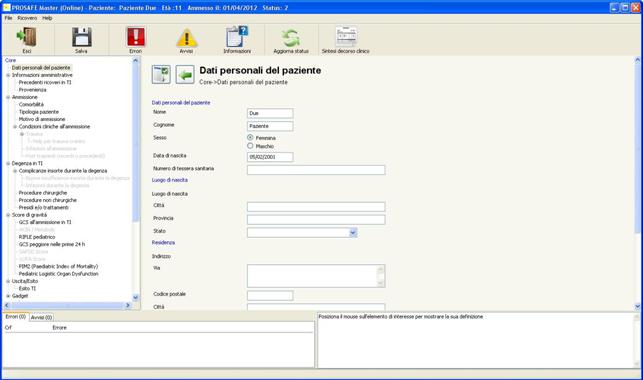 PROSAFE Master (Online) - Paziente: Paziente Due Età :11 Ammesso il: 01/04/2012 Status: 2
File Ricovero Help
Esci Salva Errori Avvisi Informazioni Aggiorna status Sintesi decorso clinico
Core
Dati personali del paziente
Informazioni amministrative
Precedenti ricoveri in TI
Provenienza
Ammissione
Comorbilità
Tipologia paziente
Motivo di ammissione
Condizioni cliniche all'ammissione
Trauma
Help per trauma cranico
Infezioni all'ammissione
Post trapianti (recenti o precedenti)
Degenza in TI
Complicanze insorte durante la degenza
Nuove insufficienze insorte durante la degenza
Infezioni durante la degenza
Procedure chirurgiche
Procedure non chirurgiche
Presidi e/o trattamenti
Score di gravità
GCS all'ammissione in TI
RIFLE pediatrico
GCS peggiore nelle prime 24 h
SAPSII Score
SOFA Score
PIM2 (Paediatric Index of Mortality)
Pediatric Logistic Organ Dysfunction
Uscita/Esito
Esito TI
Gadget
Dati personali del paziente
Core->Dati personali del paziente
Dati personali del paziente
Nome Due
Cognome Paziente
Sesso Femmina
Maschio
Data di nascita 05/02/2001
Numero di tessera sanitaria
Luogo di nascita
Luogo di nascita
Città
Provincia
Stato
Residenza
Indirizzo
Via
Codice postale
Città
Errori (0) Avvisi (0)
Crf Errore
Posiziona il mouse sull'elemento di interesse per mostrare la sua definizione